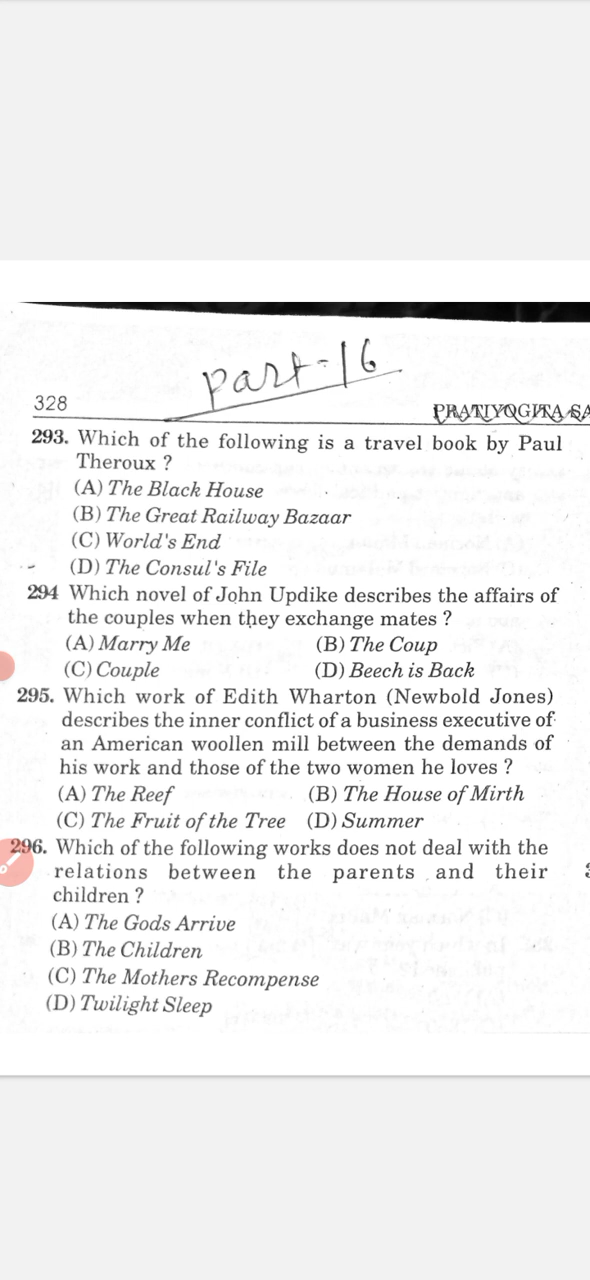 part-16
328
PRATIYOGITA SA
293. Which of the following is a travel book by Paul
Theroux ?
(A) The Black House
(B) The Great Railway Bazaar
(C) World's End
(D) The Consul's File
294 Which novel of John Updike describes the affairs of
the couples when they exchange mates ?
(A) Marry Me (B) The Coup
(C) Couple (D) Beech is Back
295. Which work of Edith Wharton (Newbold Jones)
describes the inner conflict of a business executive of
an American woollen mill between the demands of
his work and those of the two women he loves ?
(A) The Reef (B) The House of Mirth
(C) The Fruit of the Tree (D) Summer
296. Which of the following works does not deal with the
relations between the parents and their
children ?
(A) The Gods Arrive
(B) The Children
(C) The Mothers Recompense
(D) Twilight Sleep